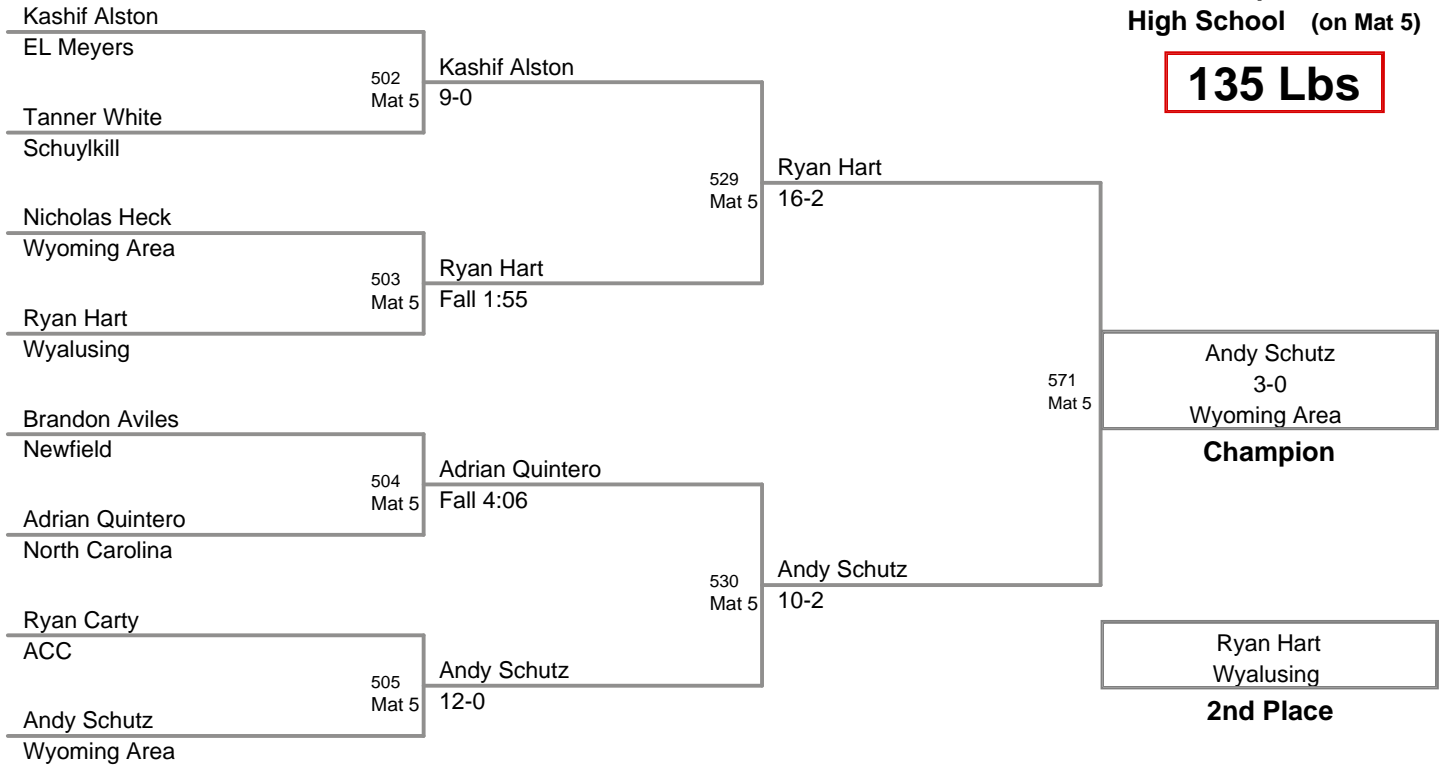 High School (on Mat 5)
135 Lbs
Kashif Alston
EL Meyers
502
Mat 5
Tanner White
Schuylkill
Kashif Alston
9-0
Nicholas Heck
Wyoming Area
503
Mat 5
Ryan Hart
Wyalusing
Ryan Hart
Fall 1:55
529
Mat 5
Ryan Hart
16-2
Brandon Aviles
Newfield
504
Mat 5
Adrian Quintero
North Carolina
Adrian Quintero
Fall 4:06
Ryan Carty
ACC
505
Mat 5
Andy Schutz
Wyoming Area
Andy Schutz
12-0
530
Mat 5
Andy Schutz
10-2
571
Mat 5
Andy Schutz
3-0
Wyoming Area
Champion
Ryan Hart
Wyalusing
2nd Place